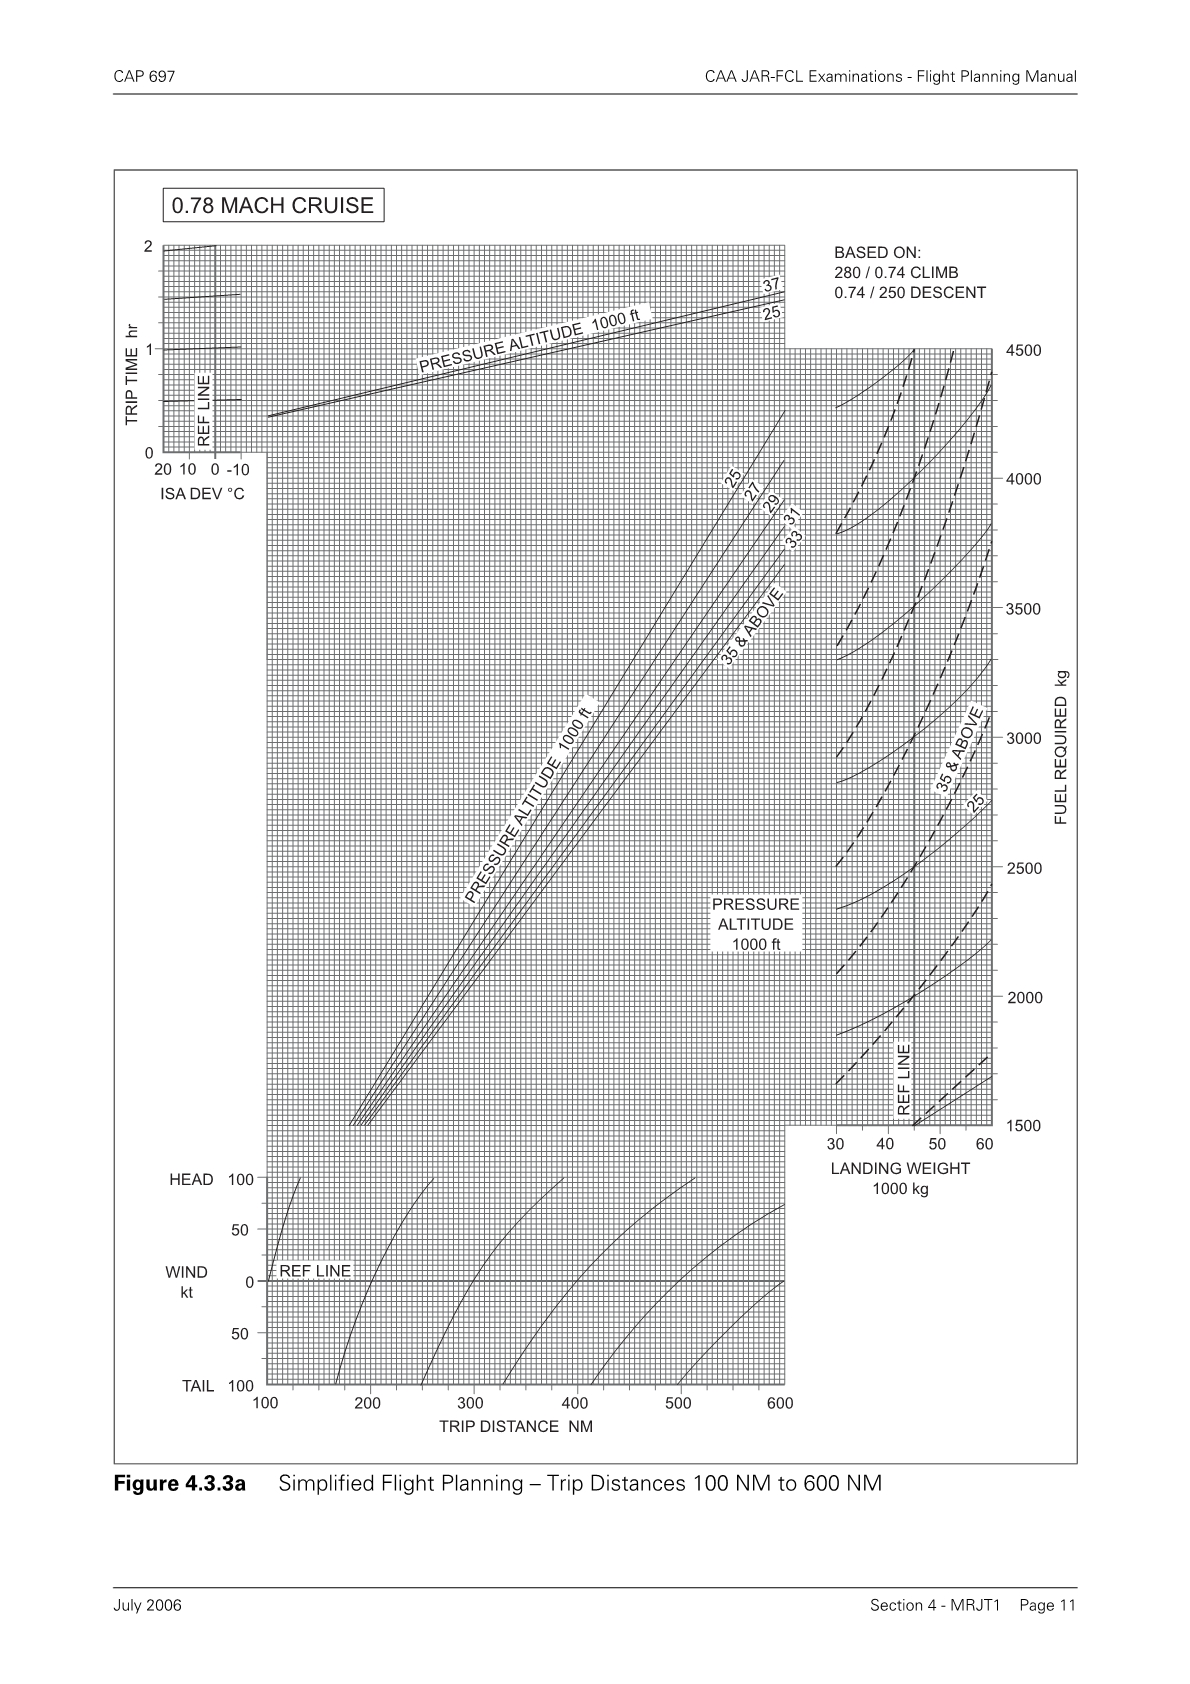 CAP 697 CAA JAR-FCL Examinations - Flight Planning Manual
0.78 MACH CRUISE
BASED ON:
280 / 0.74 CLIMB
0.74 / 250 DESCENT
2
1
0
TRIP TIME hr
REF LINE
20 10 0 -10
ISA DEV °C
PRESSURE ALTITUDE 1000 ft
37
25
4500
4000
3500
3000
2500
2000
1500
FUEL REQUIRED kg
25
27
29
31
33
35 & ABOVE
PRESSURE ALTITUDE 1000 ft
35 & ABOVE
25
PRESSURE
ALTITUDE
1000 ft
REF LINE
30 40 50 60
LANDING WEIGHT
1000 kg
HEAD 100
50
WIND
kt
0
REF LINE
50
TAIL 100
100 200 300 400 500 600
TRIP DISTANCE NM
Figure 4.3.3a Simplified Flight Planning – Trip Distances 100 NM to 600 NM
July 2006 Section 4 - MRJT1 Page 11